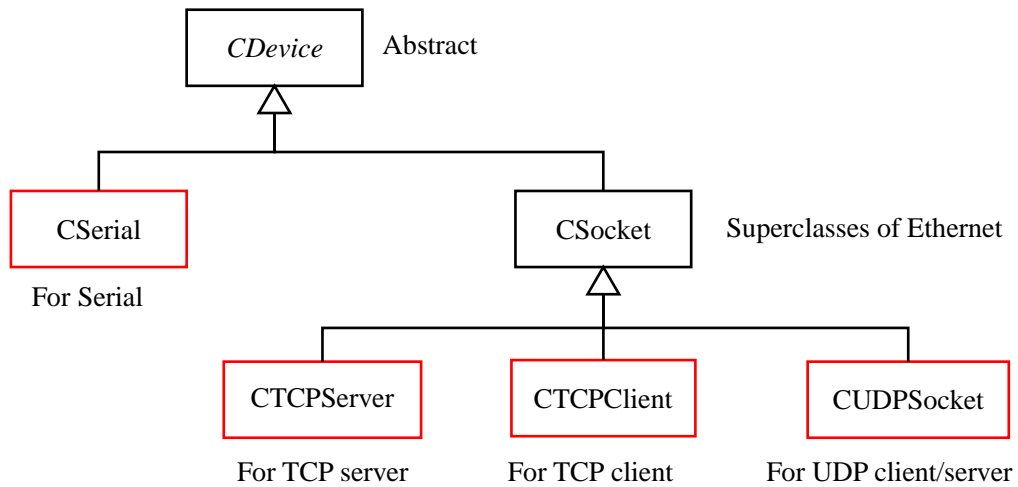 CDevice
Abstract
CSerial
CSocket
Superclasses of Ethernet
For Serial
CTCPServer
CTCPClient
CUDPSocket
For TCP server
For TCP client
For UDP client/server